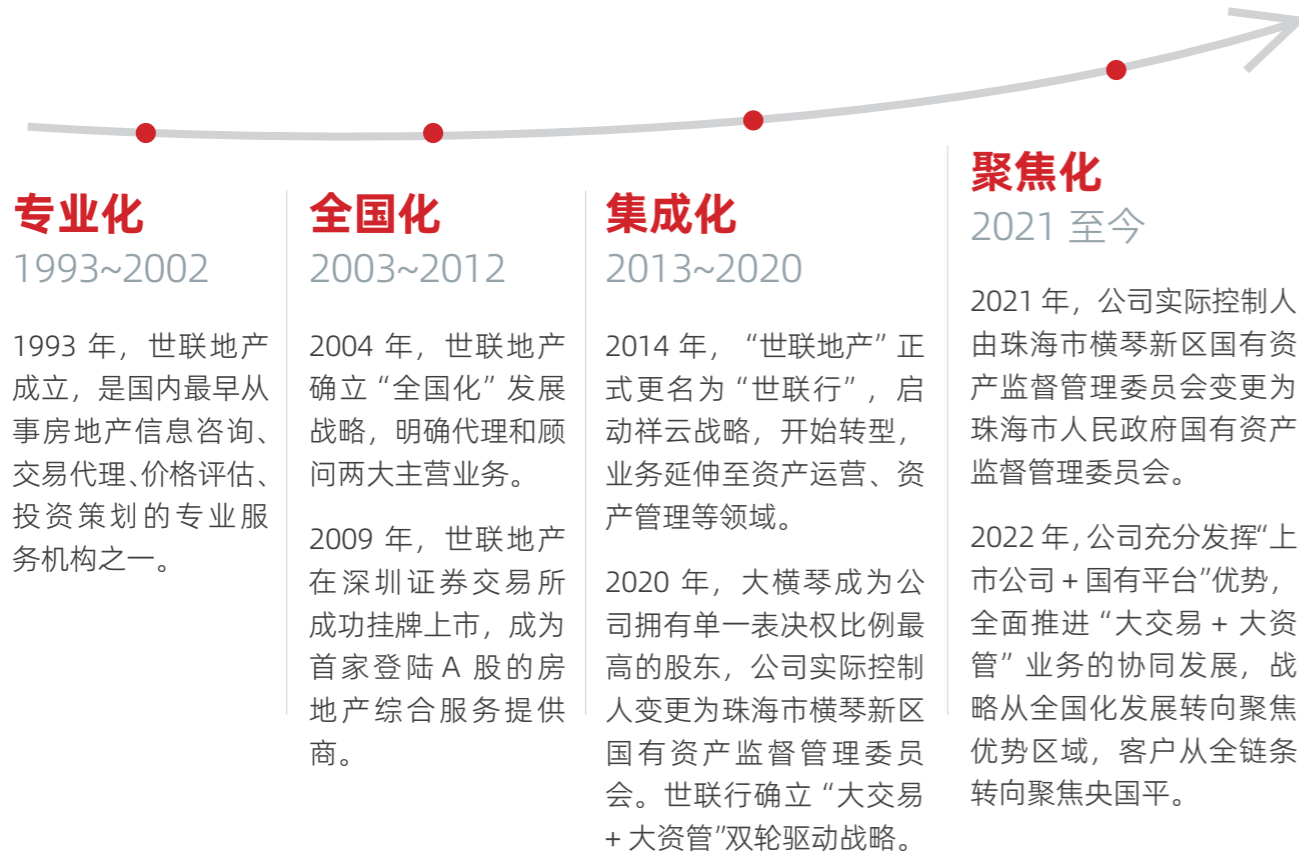 专业化
1993~2002
1993 年，世联地产
成立，是国内最早从
事房地产信息咨询、
交易代理、价格评估、
投资策划的专业服
务机构之一。
全国化
2003~2012
2004 年，世联地产
确立“全国化”发展
战略，明确代理和顾
问两大主营业务。
2009 年，世联地产
在深圳证券交易所
成功挂牌上市，成为
首家登陆 A 股的房
地产综合服务提供
商。
集成化
2013~2020
2014 年，“世联地产”正
式更名为“世联行”，启
动祥云战略，开始转型，
业务延伸至资产运营、资
产管理等领域。
2020 年，大横琴成为公
司拥有单一表决权比例最
高的股东，公司实际控制
人变更为珠海市横琴新区
国有资产监督管理委员
会。世联行确立“大交易
+ 大资管”双轮驱动战略。
聚焦化
2021 至今
2021 年，公司实际控制人
由珠海市横琴新区国有资
产监督管理委员会变更为
珠海市人民政府国有资产
监督管理委员会。
2022 年，公司充分发挥“上
市公司 + 国有平台”优势，
全面推进“大交易 + 大资
管”业务的协同发展，战
略从全国化发展转向聚焦
优势区域，客户从全链条
转向聚焦央国平。